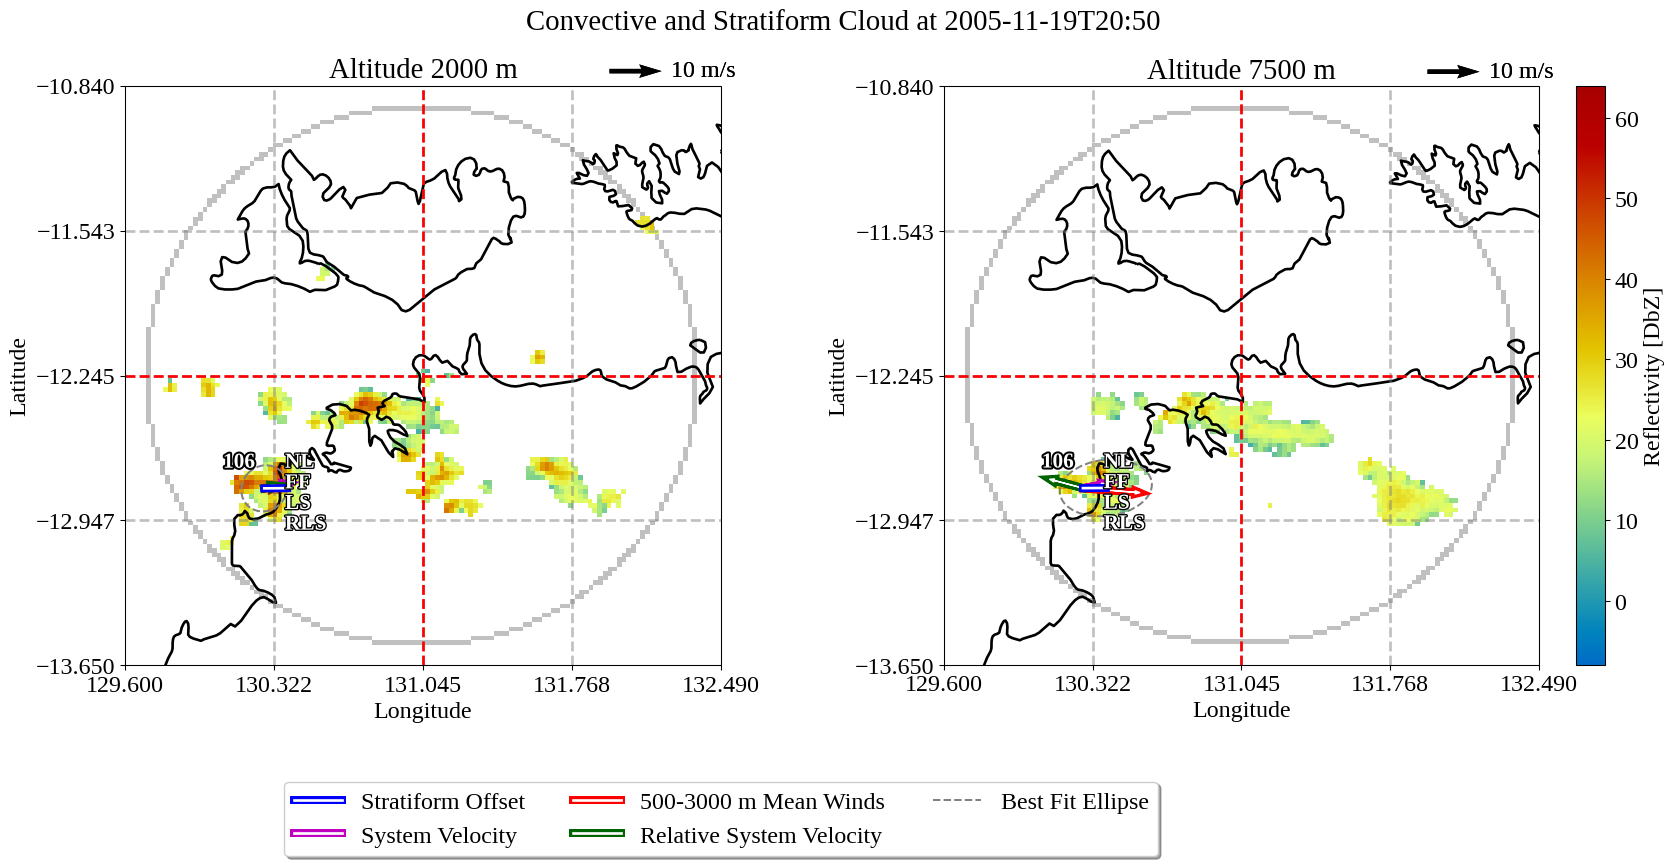 Convective and Stratiform Cloud at 2005-11-19T20:50
Altitude 2000 m
10 m/s
−10.840
−11.543
−12.245
−12.947
−13.650
129.600
130.322
131.045
131.768
132.490
Latitude
Longitude
106
NL
FF
LS
RLS
Altitude 7500 m
10 m/s
−10.840
−11.543
−12.245
−12.947
−13.650
129.600
130.322
131.045
131.768
132.490
Latitude
Longitude
106
NL
FF
LS
RLS
60
50
40
30
20
10
0
Reflectivity [DbZ]
Stratiform Offset
System Velocity
500-3000 m Mean Winds
Relative System Velocity
Best Fit Ellipse